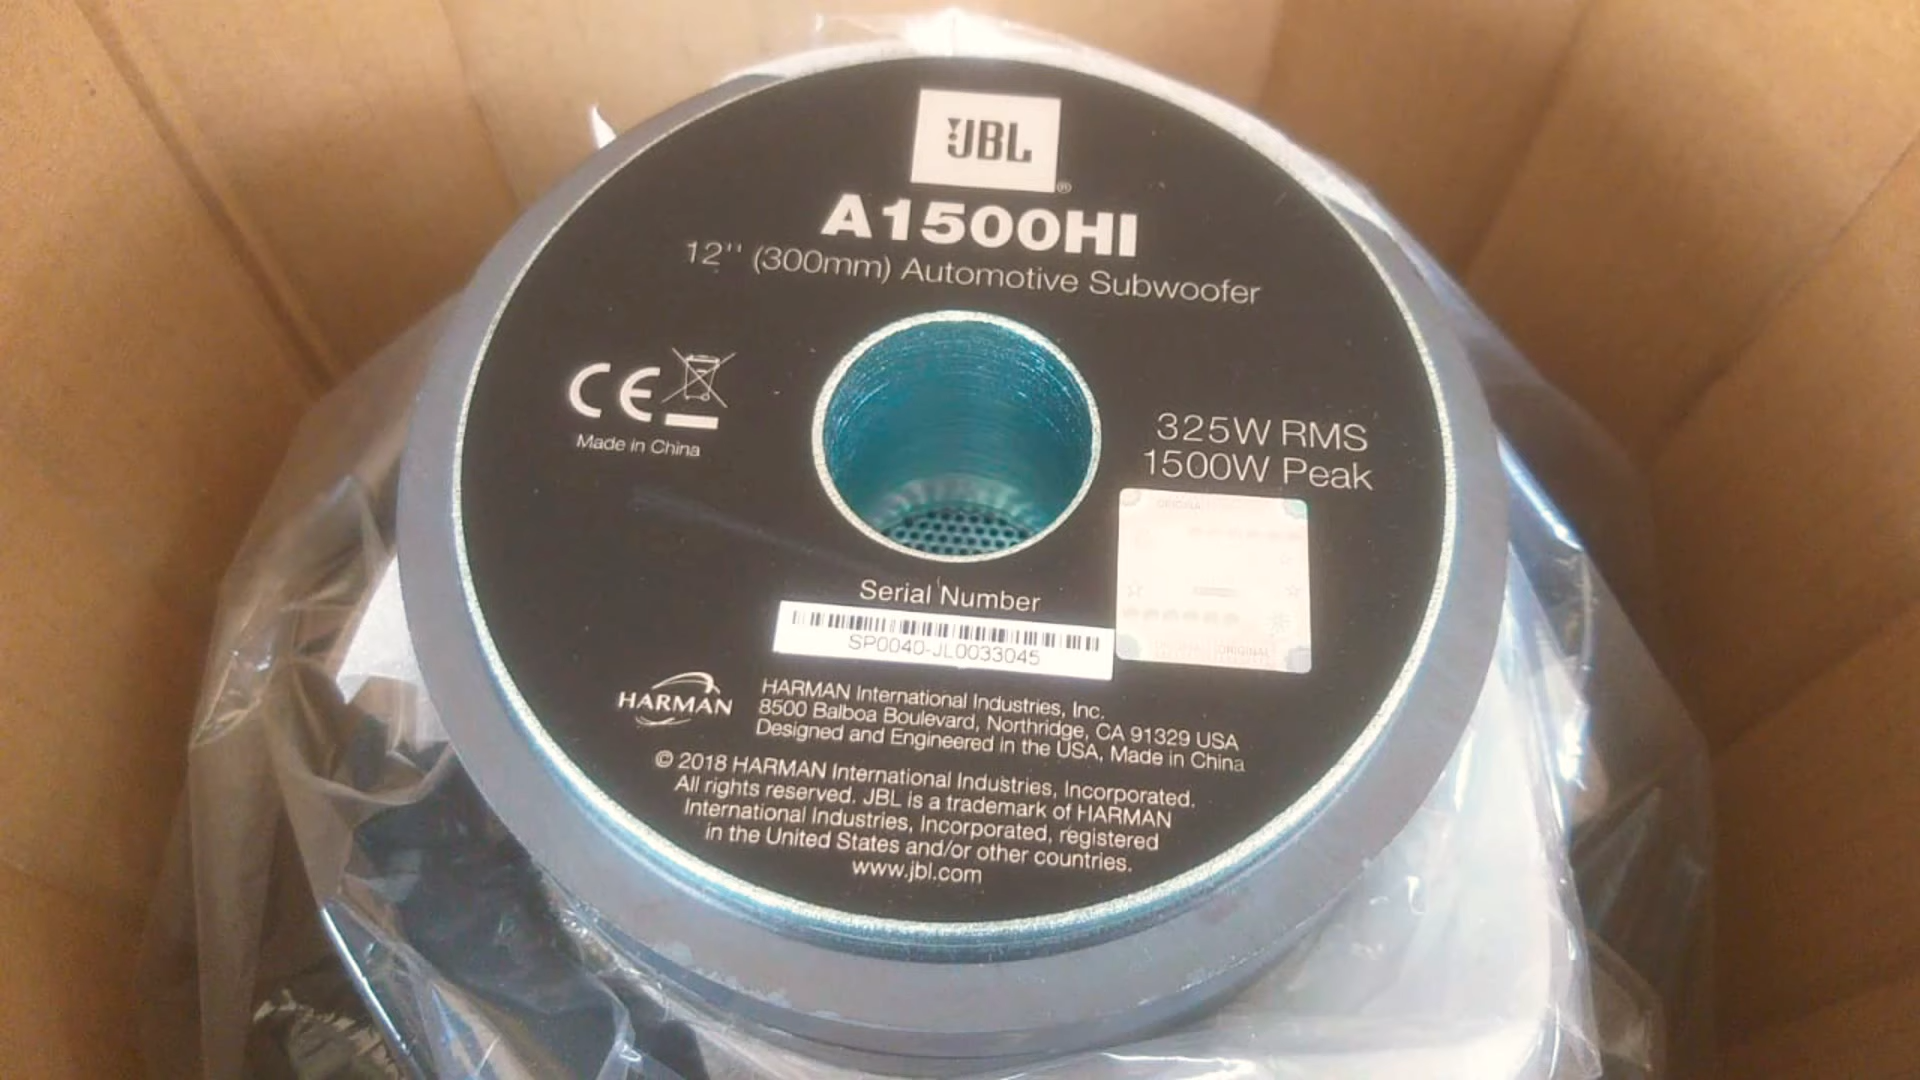 JBL®
A1500HI
12'' (300mm) Automotive Subwoofer
CE
Made in China
325W RMS
1500W Peak
Serial Number
SP0040-JL0033045
HARMAN
HARMAN International Industries, Inc.
8500 Balboa Boulevard, Northridge, CA 91329 USA
Designed and Engineered in the USA, Made in China
© 2018 HARMAN International Industries, Incorporated.
All rights reserved. JBL is a trademark of HARMAN
International Industries, Incorporated, registered
in the United States and/or other countries.
www.jbl.com